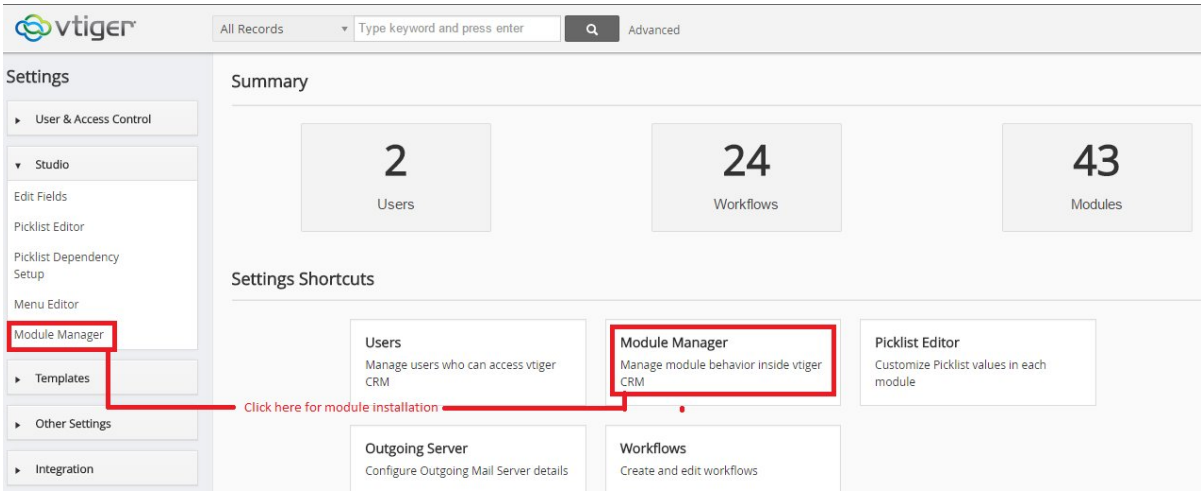 vtiger
All Records
Type keyword and press enter
Advanced
Settings
User & Access Control
Studio
Edit Fields
Picklist Editor
Picklist Dependency
Setup
Menu Editor
Module Manager
Templates
Other Settings
Integration
Summary
2
Users
24
Workflows
43
Modules
Settings Shortcuts
Users
Manage users who can access vtiger
CRM
Module Manager
Manage module behavior inside vtiger
CRM
Picklist Editor
Customize Picklist values in each
module
Click here for module installation
Outgoing Server
Configure Outgoing Mail Server details
Workflows
Create and edit workflows